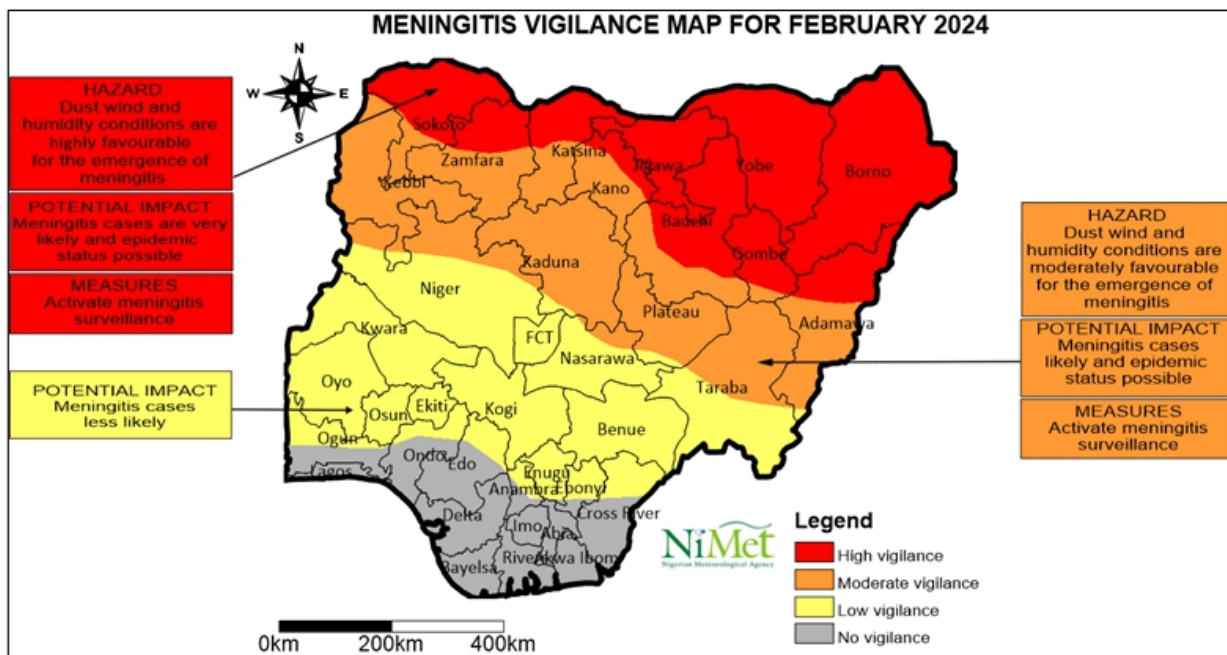 MENINGITIS VIGILANCE MAP FOR FEBRUARY 2024
HAZARD
Dust wind and
humidity conditions are
highly favourable
for the emergence of
meningitis
POTENTIAL IMPACT
Meningitis cases are very
likely and epidemic
status possible
MEASURES
Activate meningitis
surveillance
POTENTIAL IMPACT
Meningitis cases
less likely
N
W E
S
Sokoto
Zamfara
Katsina
Jigawa
Yobe
Borno
Kebbi
Kano
Bauchi
Gombe
Kaduna
Niger
Plateau
Adamawa
Kwara
FCT
Nasarawa
Taraba
Oyo
Osun
Ekiti
Kogi
Benue
Ogun
Lagos
Ondo
Edo
Enugu
Anambra
Ebonyi
Cross River
Delta
Imo
Abia
Bayelsa
Rive
Akwa Ibom
HAZARD
Dust wind and
humidity conditions are
moderately favourable
for the emergence of
meningitis
POTENTIAL IMPACT
Meningitis cases
likely and epidemic
status possible
MEASURES
Activate meningitis
surveillance
NiMet
Nigerian Meteorological Agency
Legend
High vigilance
Moderate vigilance
Low vigilance
No vigilance
0km 200km 400km